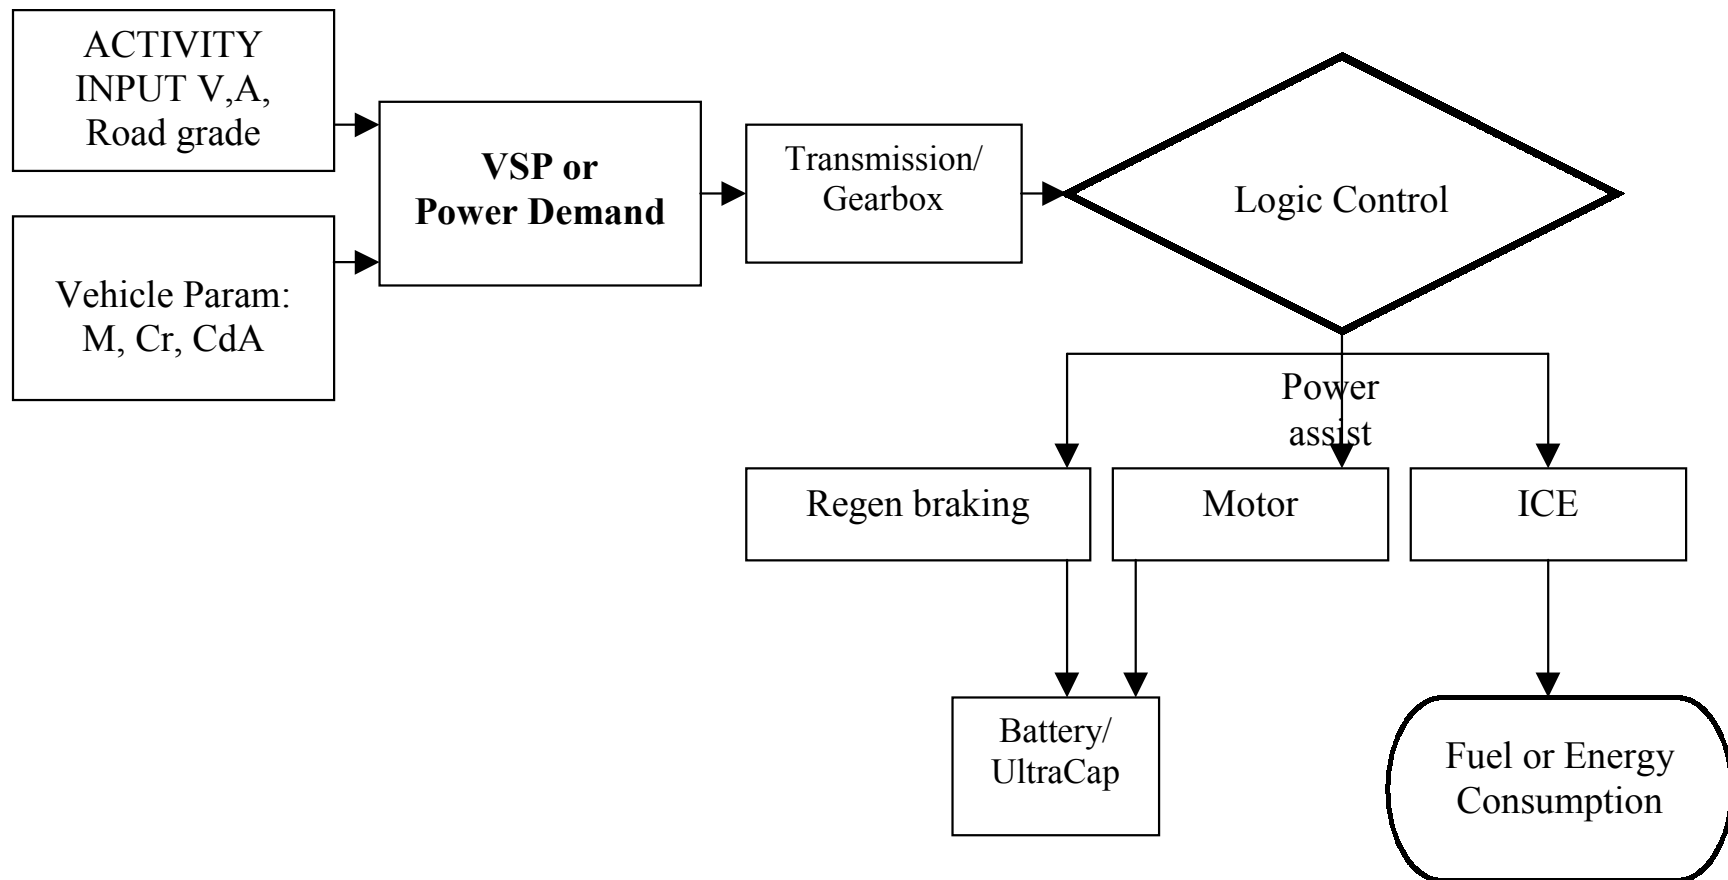 ACTIVITY
INPUT V,A,
Road grade
VSP or
Power Demand
Transmission/
Gearbox
Logic Control
Vehicle Param:
M, Cr, CdA
Power
assist
Regen braking
Motor
ICE
Battery/
UltraCap
Fuel or Energy
Consumption